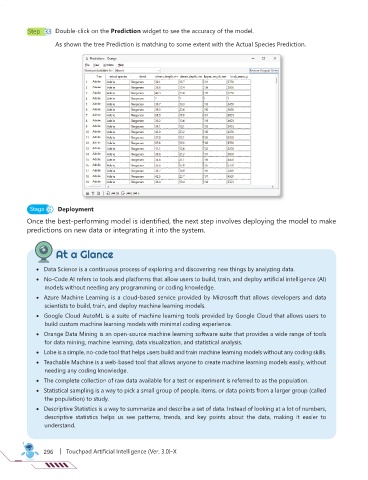 Step 33 Double-click on the Prediction widget to see the accuracy of the model.
As shown the tree Prediction is matching to some extent with the Actual Species Prediction.
Predictions - Orange
File View Window Help
Stage 6 Deployment
Once the best-performing model is identified, the next step involves deploying the model to make
predictions on new data or integrating it into the system.
At a Glance
• Data Science is a continuous process of exploring and discovering new things by analyzing data.
• No-Code AI refers to tools and platforms that allow users to build, train, and deploy artificial intelligence (AI)
models without needing any programming or coding knowledge.
• Azure Machine Learning is a cloud-based service provided by Microsoft that allows developers and data
scientists to build, train, and deploy machine learning models.
• Google Cloud AutoML is a suite of machine learning tools provided by Google Cloud that allows users to
build custom machine learning models with minimal coding experience.
• Orange Data Mining is an open-source machine learning software suite that provides a wide range of tools
for data mining, machine learning, data visualization, and statistical analysis.
• Lobe is a simple, no-code tool that helps users build and train machine learning models without any coding skills.
• Teachable Machine is a web-based tool that allows anyone to create machine learning models easily, without
needing any coding knowledge.
• The complete collection of raw data available for a test or experiment is referred to as the population.
• Statistical sampling is a way to pick a small group of people, items, or data points from a larger group (called
the population) to study.
• Descriptive Statistics is a way to summarize and describe a set of data. Instead of looking at a lot of numbers,
descriptive statistics helps us see patterns, trends, and key points about the data, making it easier to
understand.
296 | Touchpad Artificial Intelligence (Ver. 3.0)-X